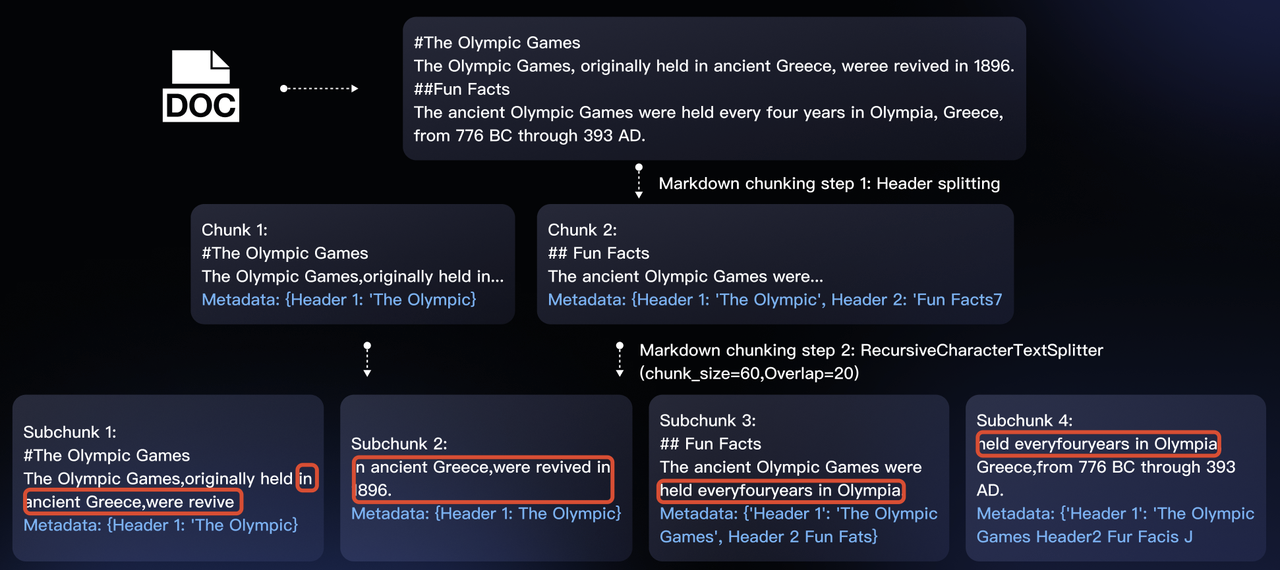 DOC
#The Olympic Games
The Olympic Games, originally held in ancient Greece, weree revived in 1896.
##Fun Facts
The ancient Olympic Games were held every four years in Olympia, Greece,
from 776 BC through 393 AD.
Markdown chunking step 1: Header splitting
Chunk 1:
#The Olympic Games
The Olympic Games,originally held in...
Metadata: {Header 1: 'The Olympic}
Chunk 2:
## Fun Facts
The ancient Olympic Games were...
Metadata: {Header 1: 'The Olympic', Header 2: 'Fun Facts7
Markdown chunking step 2: RecursiveCharacterTextSplitter
(chunk_size=60,Overlap=20)
Subchunk 1:
#The Olympic Games
The Olympic Games,originally held in
ancient Greece,were revive
Metadata: {Header 1: 'The Olympic}
Subchunk 2:
in ancient Greece,were revived in
1896.
Metadata: {Header 1: The Olympic}
Subchunk 3:
## Fun Facts
The ancient Olympic Games were
held everyfouryears in Olympia
Metadata: {'Header 1': 'The Olympic
Games', Header 2 Fun Fats}
Subchunk 4:
held everyfouryears in Olympia
Greece,from 776 BC through 393
AD.
Metadata: {'Header 1': 'The Olympic
Games Header2 Fur Facis J